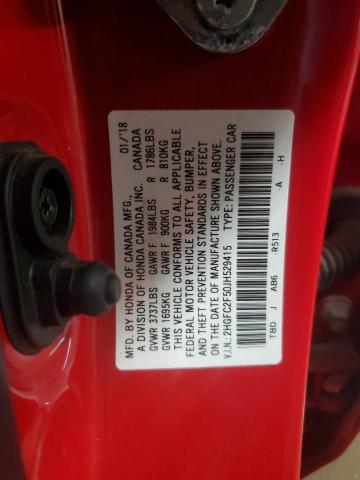 MFD. BY HONDA OF CANADA MFG. 01/'18
A DIVISION OF HONDA CANADA INC. CANADA
GVWR 3737LBS GAWR F 1984LBS R 1786LBS
GVWR 1695KG GAWR F 900KG R 810KG
THIS VEHICLE CONFORMS TO ALL APPLICABLE
FEDERAL MOTOR VEHICLE SAFETY, BUMPER,
AND THEFT PREVENTION STANDARDS IN EFFECT
ON THE DATE OF MANUFACTURE SHOWN ABOVE.
V.I.N.: 2HGFC2F50JH529415 TYPE: PASSENGER CAR
TBD J AB6 -R513 -A -H